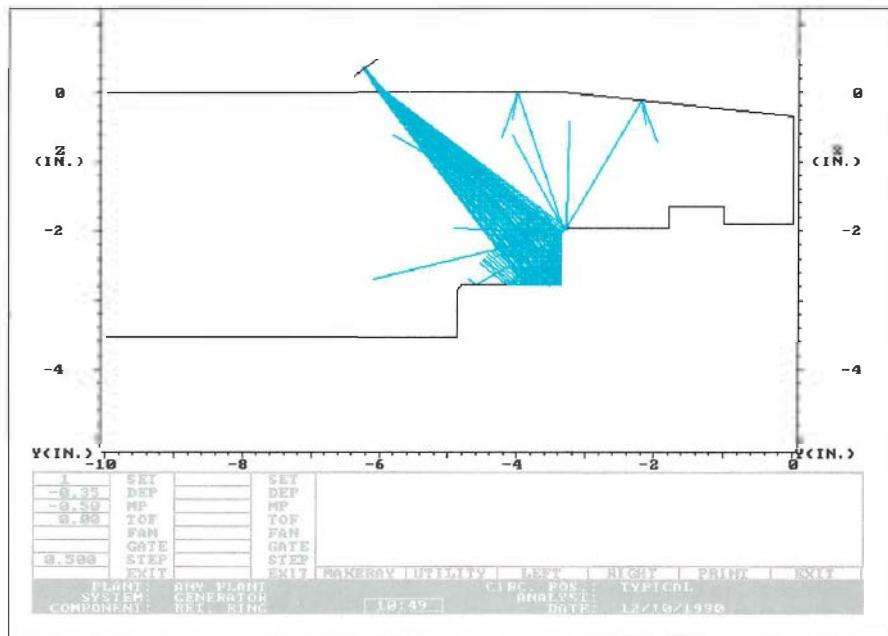 0 0
Z
(IN.) (IN.)
-2 -2
-4 -4
Y(IN.) Y(IN.)
-10 -8 -6 -4 -2 0
1 SET SET
-0.35 DEP DEP
-0.50 MP MP
0.00 TOF TOF
FAN FAN
GATE GATE
0.500 STEP STEP
EXIT EXIT MAKERAY UTILITY LEFT RIGHT PRINT EXIT
PLANT: ANY PLANT CIRC. POS.: TYPICAL
SYSTEM: GENERATOR ANALYST:
COMPONENT: RET. RING 10:49 DATE: 12/10/1990